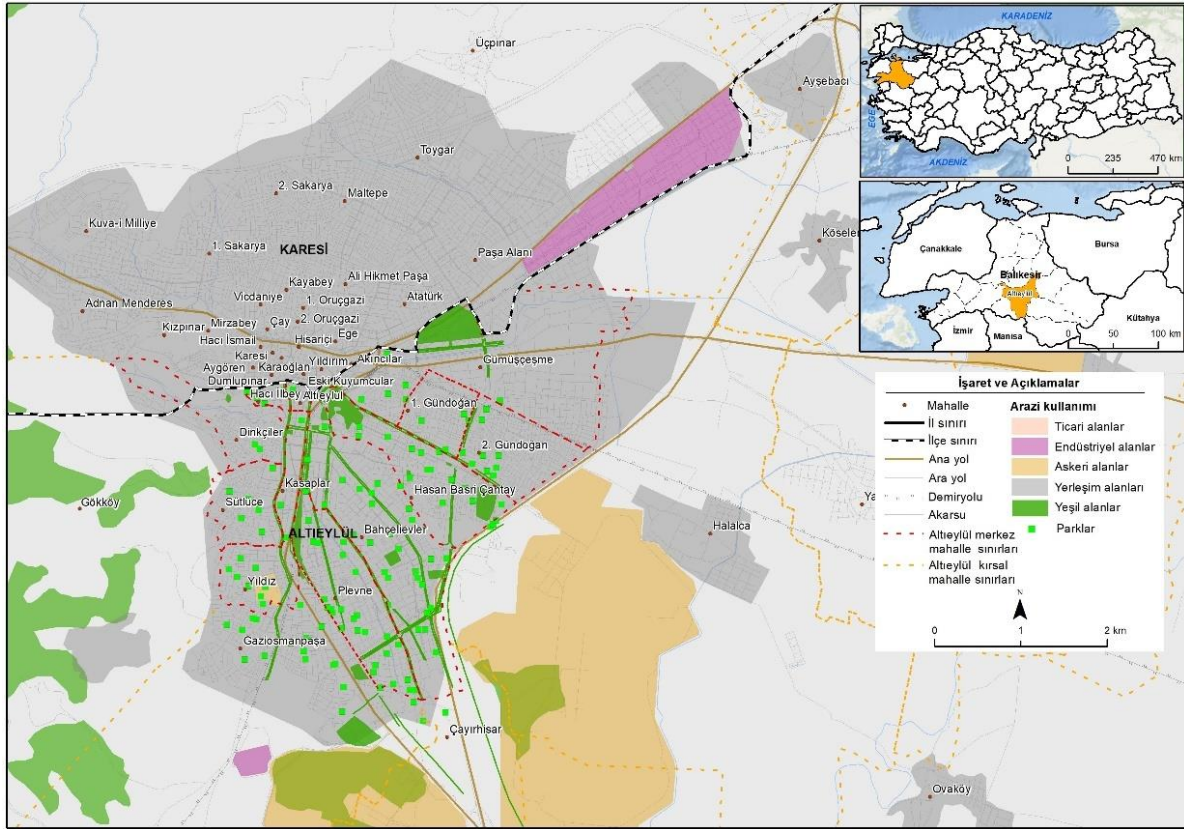 Üçpınar
Ayşebacı
Toygar
2. Sakarya
Maltepe
Kuva-i Milliye
Köseler
1. Sakarya
KARESİ
Paşa Alanı
Ali Hikmet Paşa
Kayabey
Vicdaniye
1. Oruçgazi
Atatürk
Adnan Menderes
Çay
2. Oruçgazi
Kızpınar
Mirzabey
Ege
Hacı İsmail
Hisariçi
Karesi
Yıldırım
Akıncılar
Gümüşçeşme
Aygören
Karaoğlan
Dumlupınar
Eski Kuyumcular
Hacı İlbey
Altıeylül
1. Gündoğan
Dinkçiler
2. Gündoğan
Kasaplar
Hasan Basri Çantay
Gökköy
Sütlüce
ALTIEYLÜL
Bahçelievler
Halalca
Ya
Yıldız
Plevne
Gaziosmanpaşa
Çayırhisar
Ovaköy
KARADENİZ
EGE
AKDENİZ
0 235 470 km
Çanakkale
Bursa
Balıkesir
Altıeylül
Kütahya
İzmir
Manisa
0 50 100 km
İşaret ve Açıklamalar
Mahalle
İl sınırı
İlçe sınırı
Ana yol
Ara yol
Demiryolu
Akarsu
Altıeylül merkez
mahalle sınırları
Altıeylül kırsal
mahalle sınırları
Arazi kullanımı
Ticari alanlar
Endüstriyel alanlar
Askeri alanlar
Yerleşim alanları
Yeşil alanlar
Parklar
N
0 1 2 km